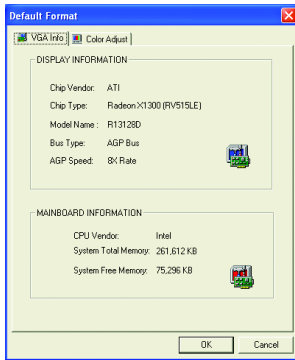 Default Format
VGA Info
Color Adjust
DISPLAY INFORMATION
Chip Vendor: ATI
Chip Type: Radeon X1300 (RV515LE)
Model Name : R13128D
Bus Type: AGP Bus
AGP Speed: 8X Rate
MAINBOARD INFORMATION
CPU Vendor: Intel
System Total Memory: 261,612 KB
System Free Memory: 75,296 KB
OK
Cancel